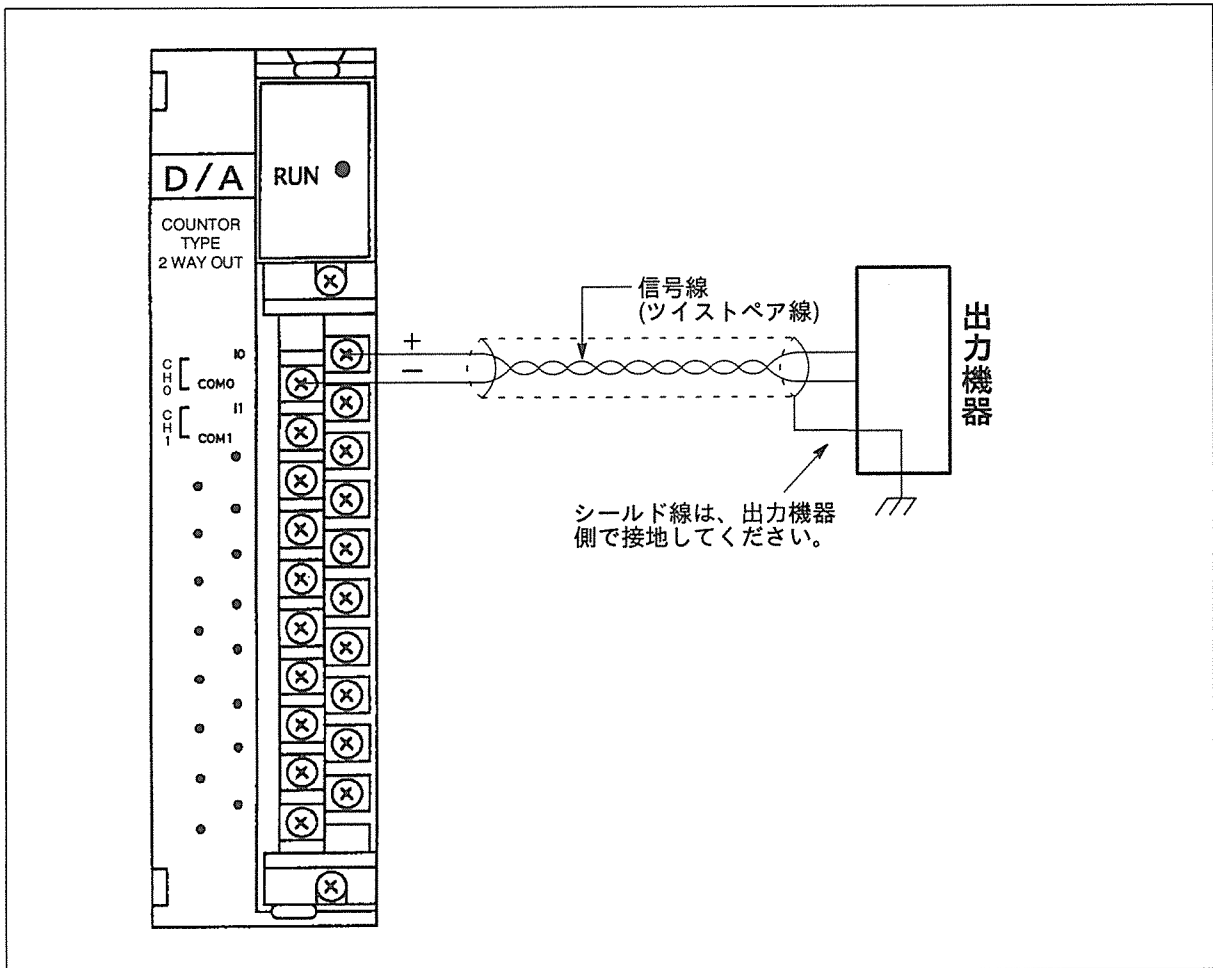 D/A
RUN
COUNTOR
TYPE
2 WAY OUT
CH0
I0
COM0
CH1
I1
COM1
+
−
信号線
(ツイストペア線)
出力機器
シールド線は、出力機器
側で接地してください。